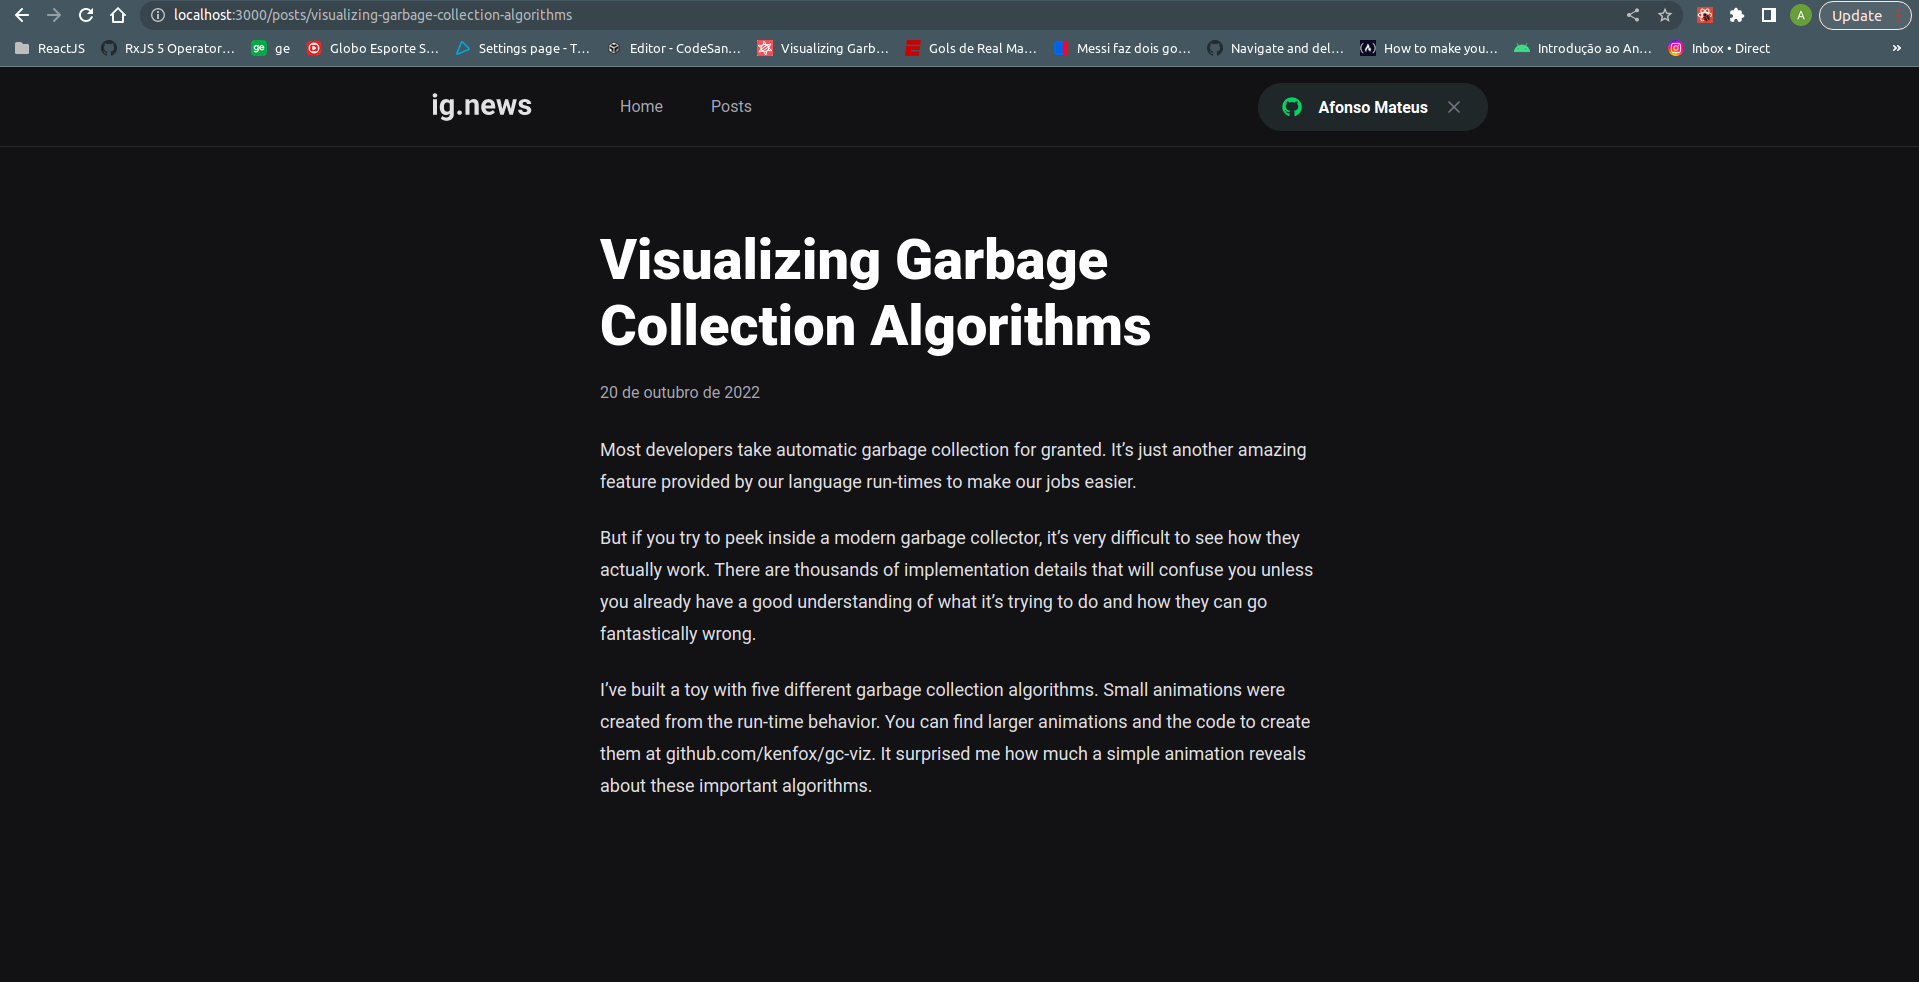 localhost:3000/posts/visualizing-garbage-collection-algorithms
A
Update
ReactJS RxJS 5 Operator... ge ge Globo Esporte S... Settings page - T... Editor - CodeSan... Visualizing Garb... Gols de Real Ma... Messi faz dois go... Navigate and del... How to make you... Introdução ao An... Inbox • Direct »
ig.news Home Posts Afonso Mateus
Visualizing Garbage
Collection Algorithms
20 de outubro de 2022
Most developers take automatic garbage collection for granted. It’s just another amazing
feature provided by our language run-times to make our jobs easier.
But if you try to peek inside a modern garbage collector, it’s very difficult to see how they
actually work. There are thousands of implementation details that will confuse you unless
you already have a good understanding of what it’s trying to do and how they can go
fantastically wrong.
I’ve built a toy with five different garbage collection algorithms. Small animations were
created from the run-time behavior. You can find larger animations and the code to create
them at github.com/kenfox/gc-viz. It surprised me how much a simple animation reveals
about these important algorithms.